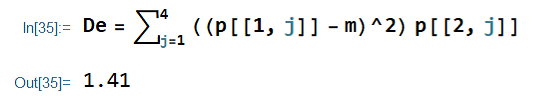 In[35]:= De = ∑⁴ⱼ₌₁ ((p[[1, j]] - m)^2) p[[2, j]]
Out[35]= 1.41